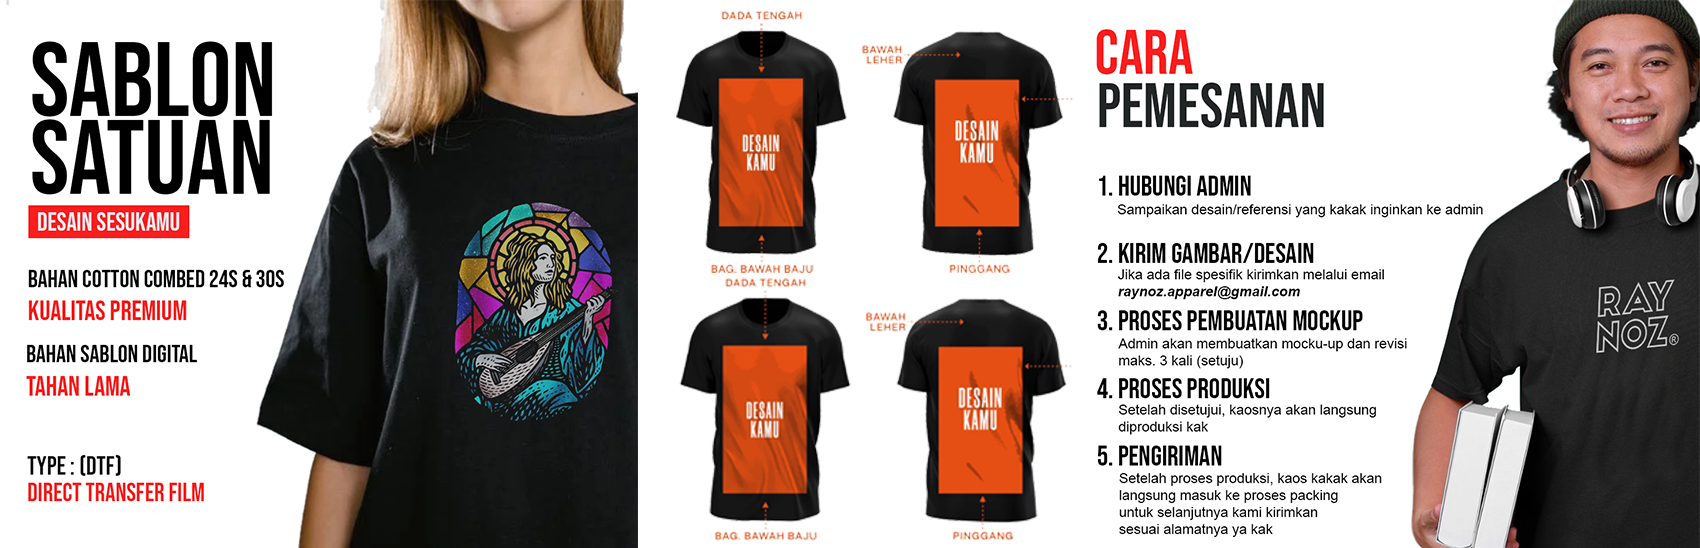 SABLON
SATUAN
DESAIN SESUKAMU
BAHAN COTTON COMBED 24S & 30S
KUALITAS PREMIUM
BAHAN SABLON DIGITAL
TAHAN LAMA
TYPE : (DTF)
DIRECT TRANSFER FILM
DADA TENGAH
DESAIN
KAMU
BAG. BAWAH BAJU
BAWAH
LEHER
DESAIN
KAMU
PINGGANG
DADA TENGAH
DESAIN
KAMU
BAG. BAWAH BAJU
BAWAH
LEHER
DESAIN
KAMU
PINGGANG
CARA
PEMESANAN
1. HUBUNGI ADMIN
Sampaikan desain/referensi yang kakak inginkan ke admin
2. KIRIM GAMBAR/DESAIN
Jika ada file spesifik kirimkan melalui email
raynoz.apparel@gmail.com
3. PROSES PEMBUATAN MOCKUP
Admin akan membuatkan mocku-up dan revisi
maks. 3 kali (setuju)
4. PROSES PRODUKSI
Setelah disetujui, kaosnya akan langsung
diproduksi kak
5. PENGIRIMAN
Setelah proses produksi, kaos kakak akan
langsung masuk ke proses packing
untuk selanjutnya kami kirimkan
sesuai alamatnya ya kak
RAY
NOZ®